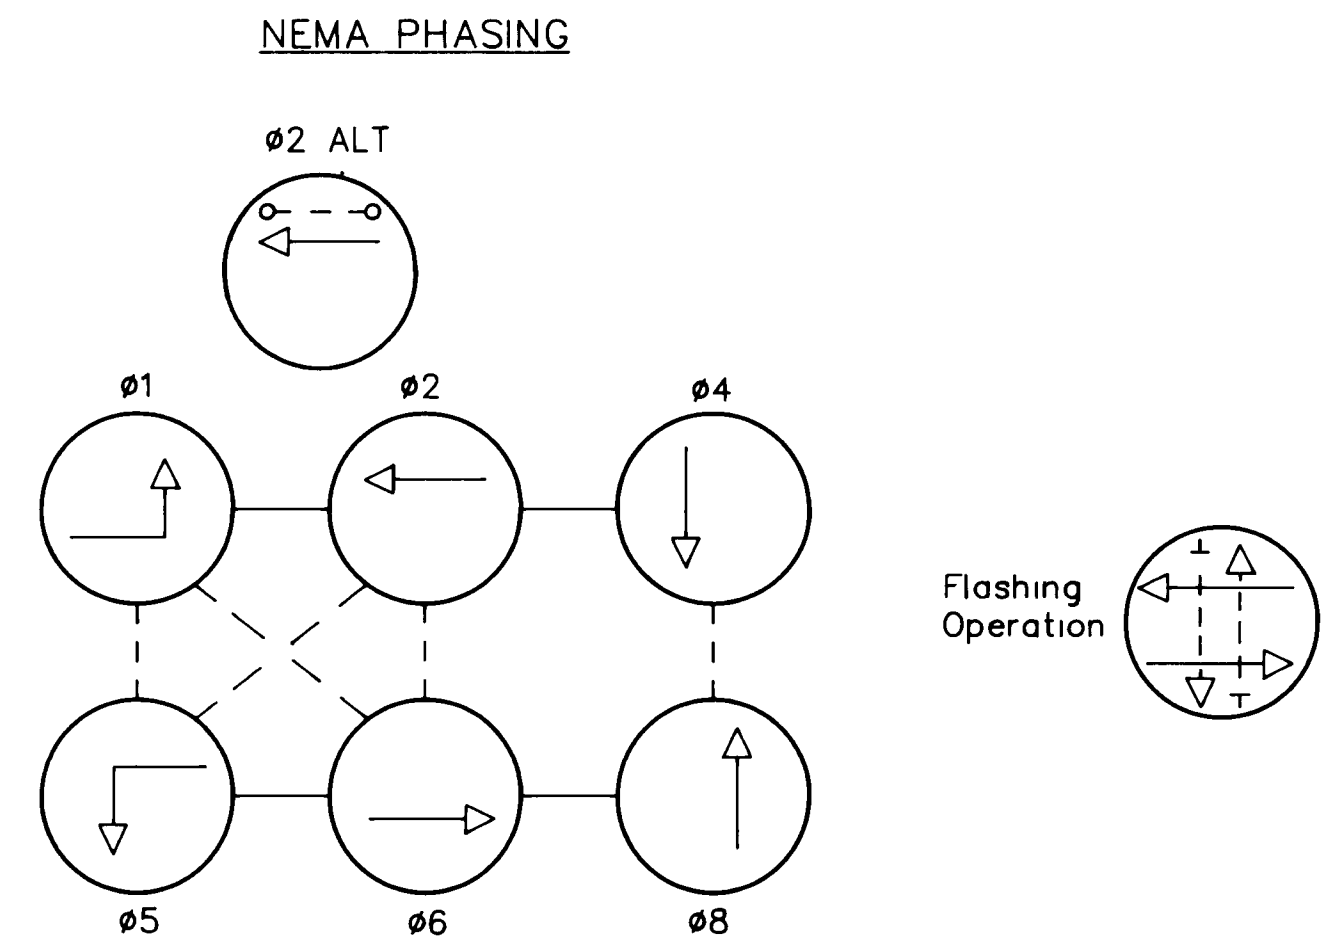 NEMA PHASING
ø2 ALT
ø1
ø2
ø4
Flashing
Operation
ø5
ø6
ø8